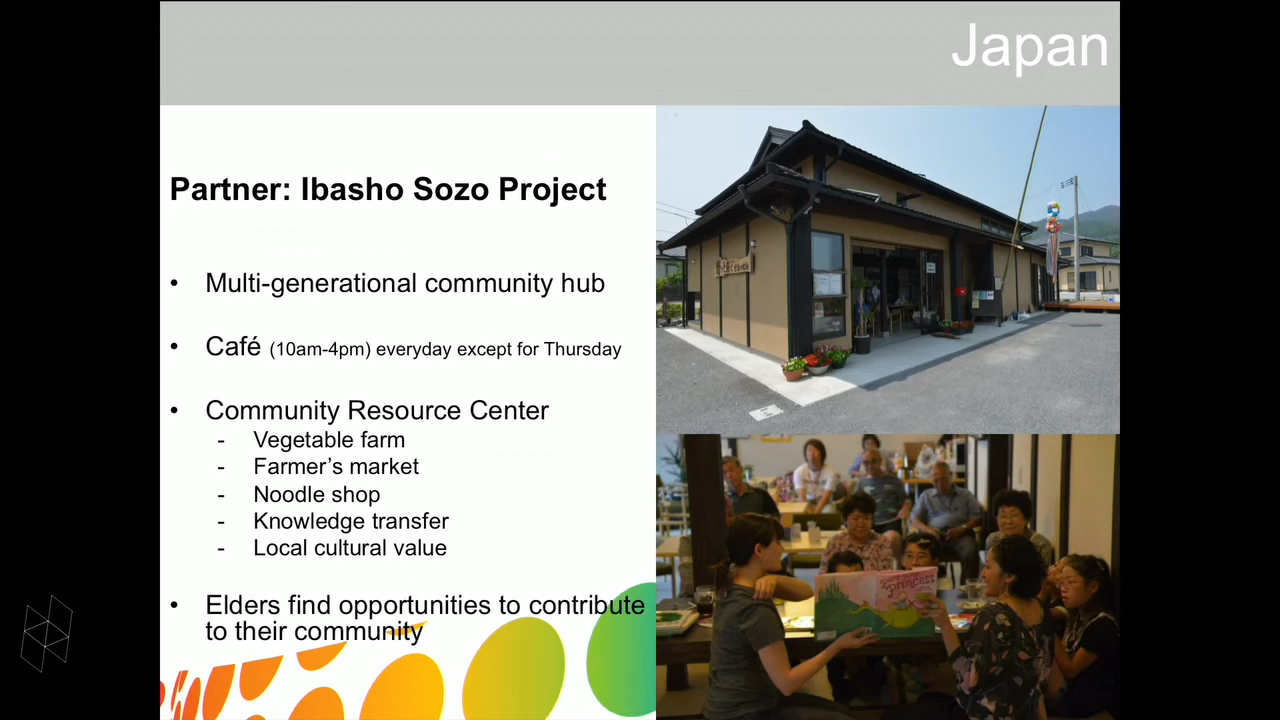 Japan
Partner: Ibasho Sozo Project
• Multi-generational community hub
• Café (10am-4pm) everyday except for Thursday
• Community Resource Center
- Vegetable farm
- Farmer’s market
- Noodle shop
- Knowledge transfer
- Local cultural value
• Elders find opportunities to contribute
to their community
Princess